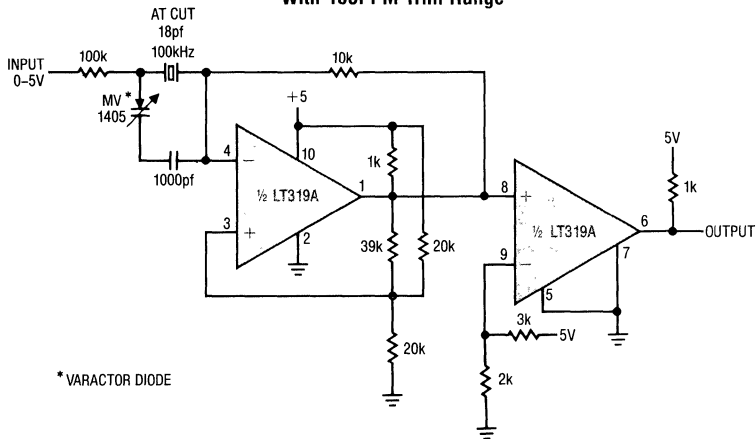 With 450PPM Trim Range
AT CUT
18pf
100kHz
INPUT
0–5V
100k
10k
MV*
1405
+5
5V
4
10
1k
1k
1000pf
½ LT319A
1
8
½ LT319A
6
OUTPUT
3
2
39k
20k
9
7
5
3k
5V
20k
2k
* VARACTOR DIODE